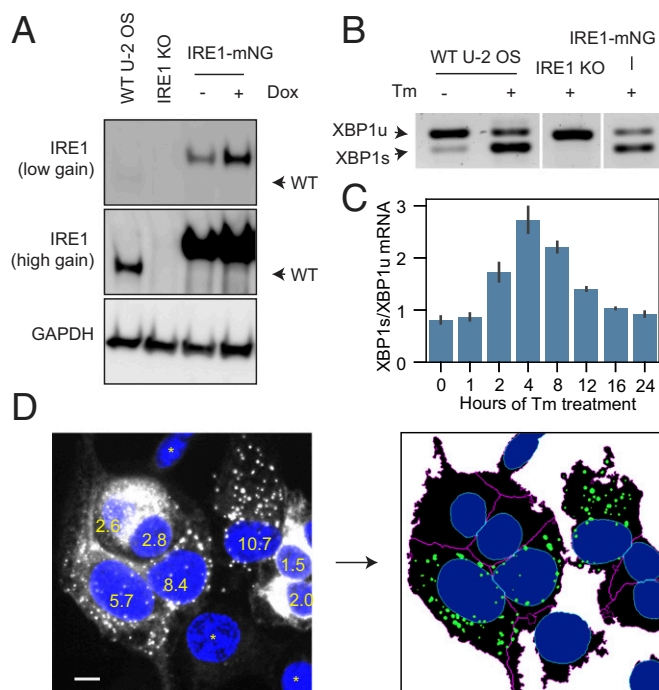 A
WT U-2 OS
IRE1 KO
IRE1-mNG
- + Dox
IRE1
(low gain)
WT
IRE1
(high gain)
WT
GAPDH
B
WT U-2 OS
IRE1 KO
IRE1-mNG
Tm - + + +
XBP1u
XBP1s
C
XBP1s/XBP1u mRNA
3
2
1
0
0 1 2 4 8 12 16 24
Hours of Tm treatment
D
*
2.6
2.8
10.7
1.5
5.7
8.4
2.0
*
*